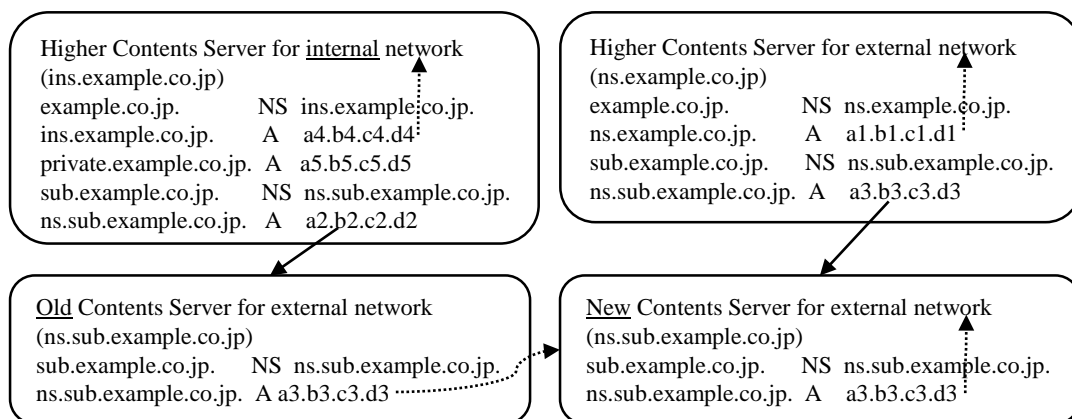 Higher Contents Server for internal network
(ins.example.co.jp)
example.co.jp. NS ins.example.co.jp.
ins.example.co.jp. A a4.b4.c4.d4
private.example.co.jp. A a5.b5.c5.d5
sub.example.co.jp. NS ns.sub.example.co.jp.
ns.sub.example.co.jp. A a2.b2.c2.d2
Higher Contents Server for external network
(ns.example.co.jp)
example.co.jp. NS ns.example.co.jp.
ns.example.co.jp. A a1.b1.c1.d1
sub.example.co.jp. NS ns.sub.example.co.jp.
ns.sub.example.co.jp. A a3.b3.c3.d3
Old Contents Server for external network
(ns.sub.example.co.jp)
sub.example.co.jp. NS ns.sub.example.co.jp.
ns.sub.example.co.jp. A a3.b3.c3.d3
New Contents Server for external network
(ns.sub.example.co.jp)
sub.example.co.jp. NS ns.sub.example.co.jp.
ns.sub.example.co.jp. A a3.b3.c3.d3